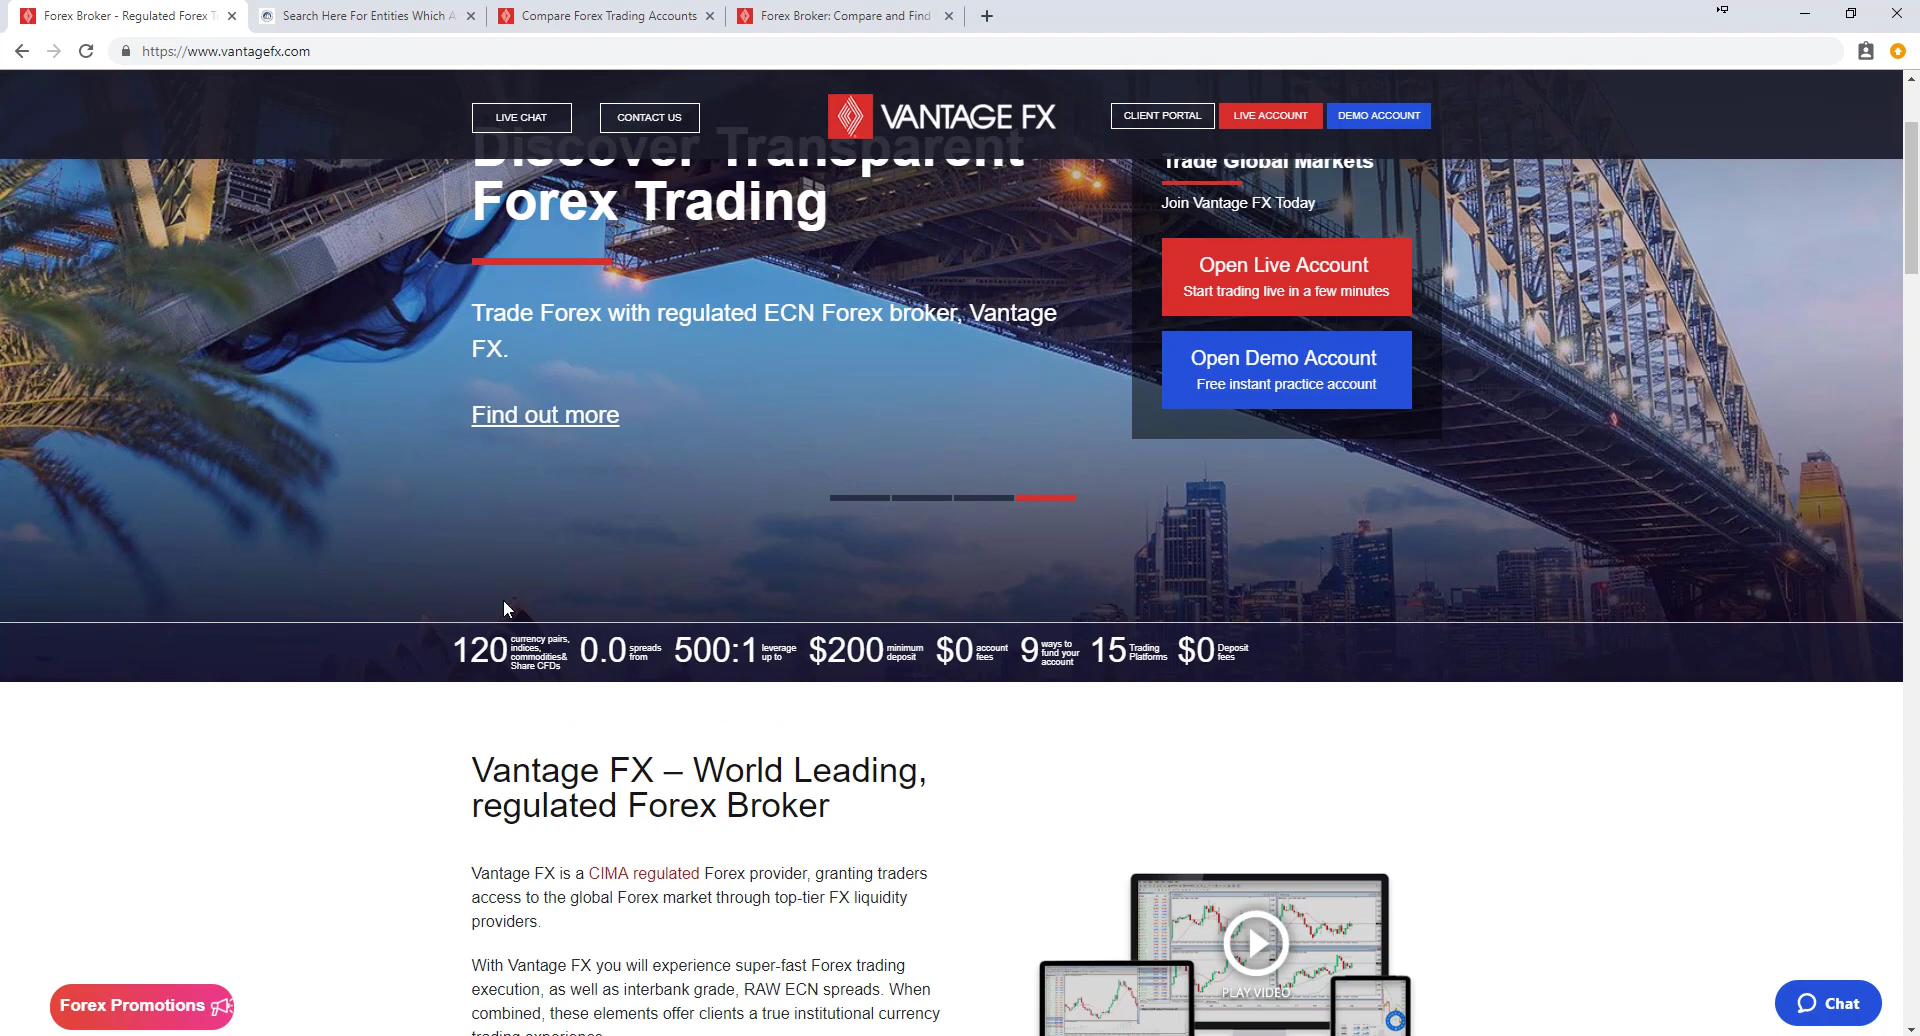 Forex Broker - Regulated Forex T
Search Here For Entities Which A
Compare Forex Trading Accounts
Forex Broker: Compare and Find
https://www.vantagefx.com
LIVE CHAT
CONTACT US
VANTAGE FX
CLIENT PORTAL
LIVE ACCOUNT
DEMO ACCOUNT
Discover Transparent
Forex Trading
Trade Forex with regulated ECN Forex broker, Vantage
FX.
Find out more
Trade Global Markets
Join Vantage FX Today
Open Live Account
Start trading live in a few minutes
Open Demo Account
Free instant practice account
120 currency pairs, indices, commodities& Share CFDs 0.0 spreads from 500:1 leverage up to $200 minimum deposit $0 account fees 9 ways to fund your account 15 Trading Platforms $0 Deposit fees
Vantage FX – World Leading,
regulated Forex Broker
Vantage FX is a CIMA regulated Forex provider, granting traders
access to the global Forex market through top-tier FX liquidity
providers.
With Vantage FX you will experience super-fast Forex trading
execution, as well as interbank grade, RAW ECN spreads. When
combined, these elements offer clients a true institutional currency
trading experience
PLAY VIDEO
Forex Promotions
Chat